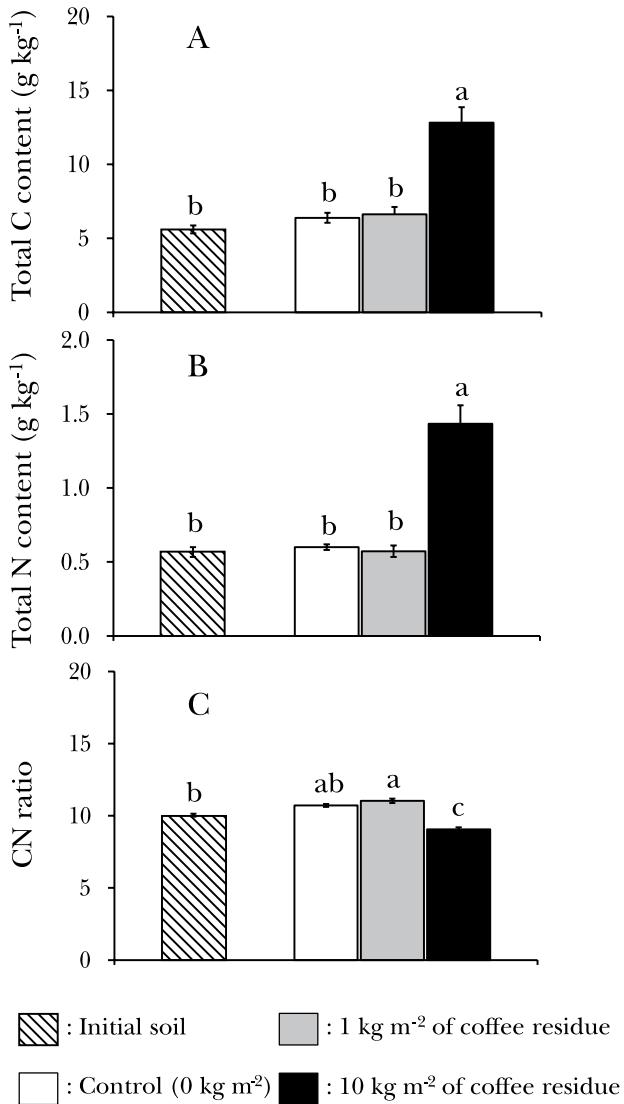 A
Total C content (g kg⁻¹)
20
15
10
5
0
b
b
b
a
B
Total N content (g kg⁻¹)
2.0
1.5
1.0
0.5
0.0
b
b
b
a
C
CN ratio
20
15
10
5
0
b
ab
a
c
: Initial soil
: 1 kg m⁻² of coffee residue
: Control (0 kg m⁻²)
: 10 kg m⁻² of coffee residue